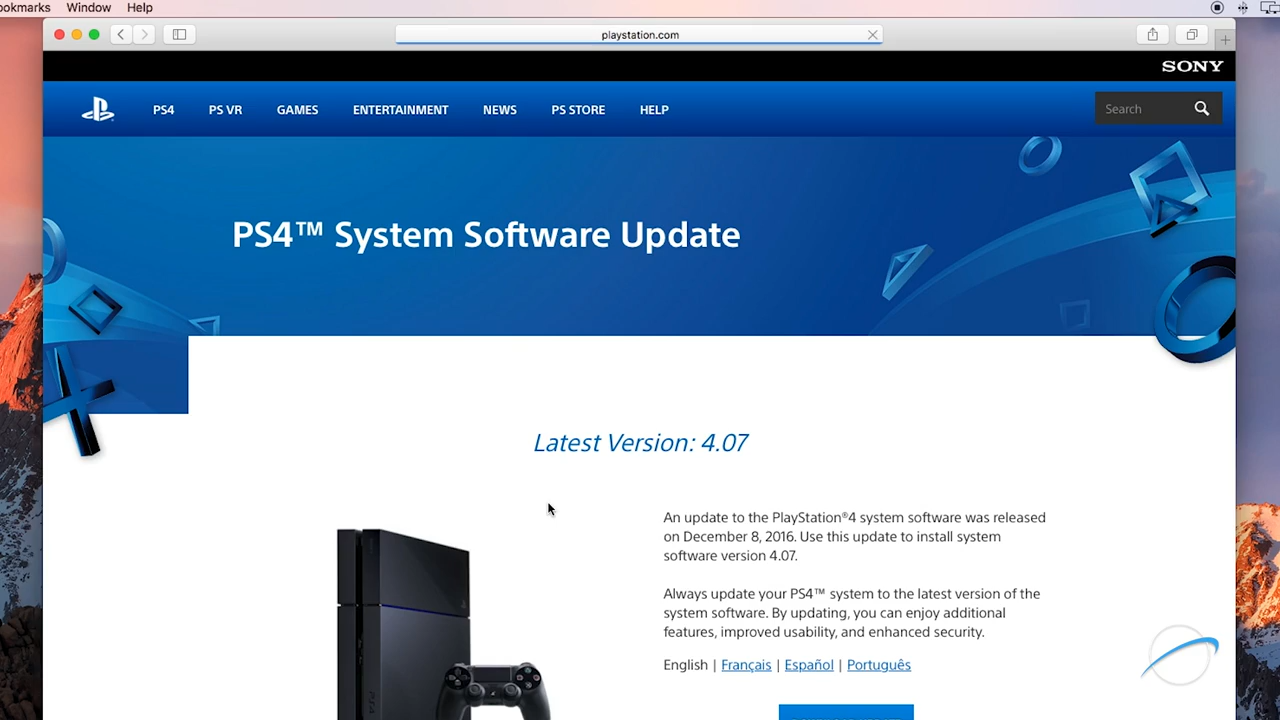 ookmarks Window Help
playstation.com
SONY
PS4 PS VR GAMES ENTERTAINMENT NEWS PS STORE HELP Search
PS4™ System Software Update
Latest Version: 4.07
An update to the PlayStation®4 system software was released
on December 8, 2016. Use this update to install system
software version 4.07.
Always update your PS4™ system to the latest version of the
system software. By updating, you can enjoy additional
features, improved usability, and enhanced security.
English | Français | Español | Português